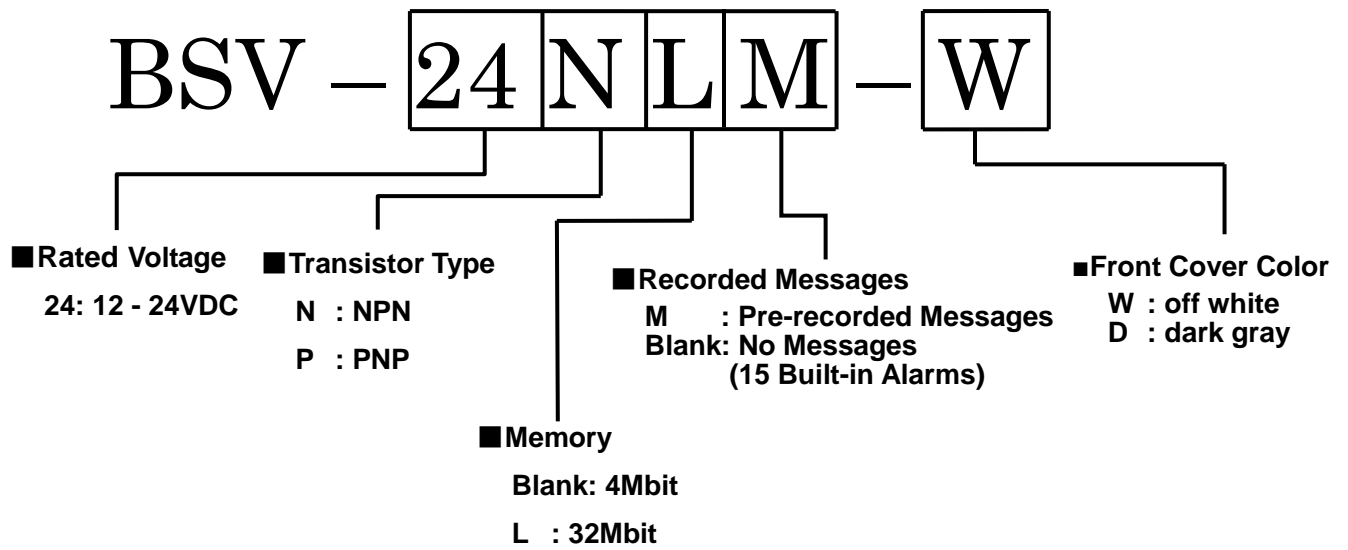 BSV – 24 N L M – W
■Rated Voltage
24: 12 - 24VDC
■Transistor Type
N : NPN
P : PNP
■Memory
Blank: 4Mbit
L : 32Mbit
■Recorded Messages
M : Pre-recorded Messages
Blank: No Messages
(15 Built-in Alarms)
■Front Cover Color
W : off white
D : dark gray